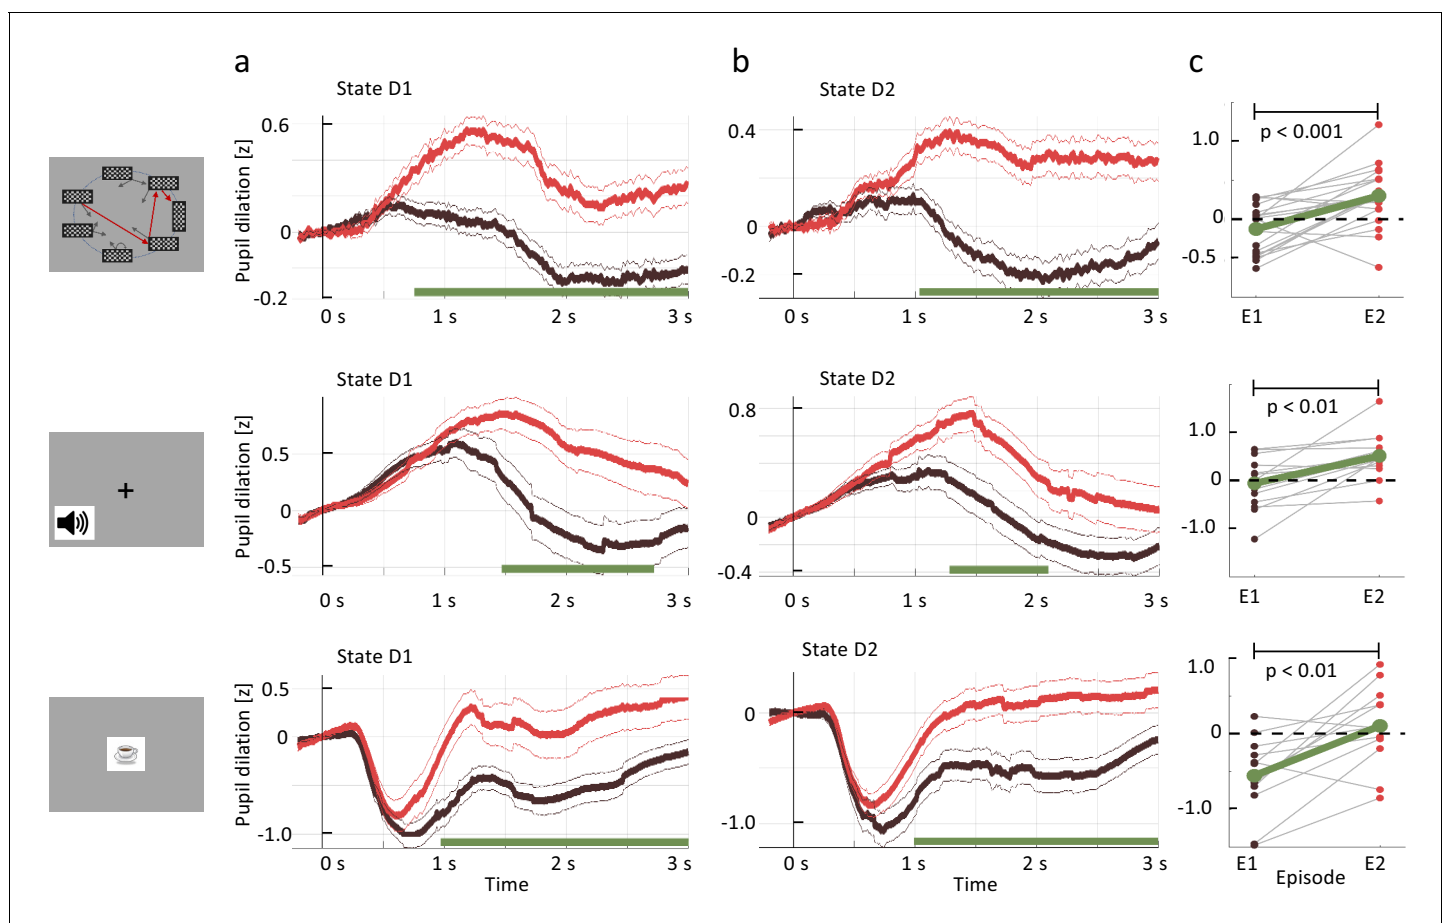 a
b
c
State D1
State D2
Pupil dilation [z]
0.6
0
-0.2
0 s
1 s
2 s
3 s
0.4
0
-0.2
0 s
1 s
2 s
3 s
p < 0.001
1.0
0
-0.5
E1
E2
State D1
State D2
Pupil dilation [z]
0.5
0
-0.5
0 s
1 s
2 s
3 s
0.8
0
-0.4
0 s
1 s
2 s
3 s
p < 0.01
1.0
0
-1.0
E1
E2
State D1
State D2
Pupil dilation [z]
0.5
0
-1.0
0 s
1 s
2 s
3 s
Time
0
-1.0
0 s
1 s
2 s
3 s
Time
p < 0.01
1.0
0
-1.0
E1
E2
Episode